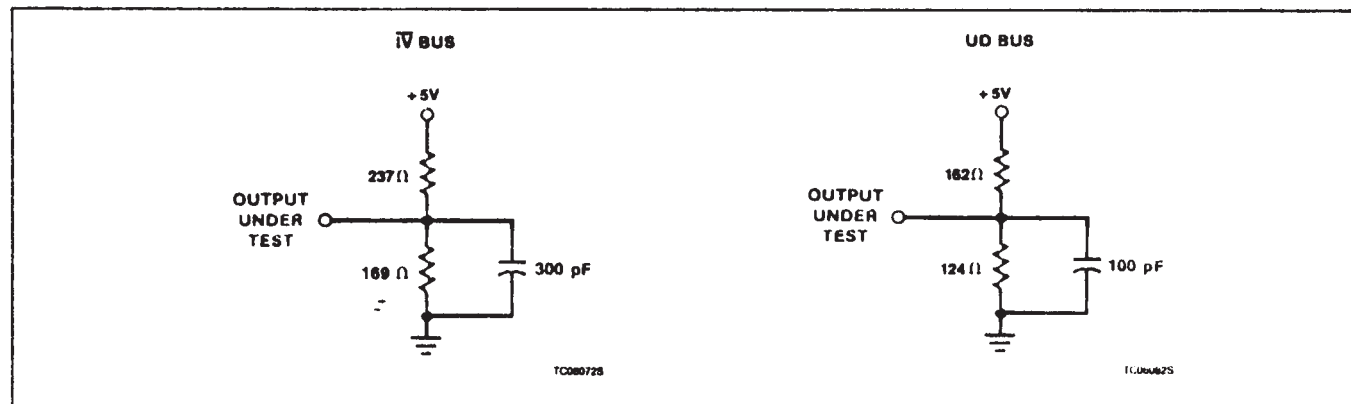 I̅V̅ BUS
+ 5V
237Ω
OUTPUT
UNDER
TEST
169 Ω
300 pF
TC08072S
UD BUS
+ 5V
162Ω
OUTPUT
UNDER
TEST
124Ω
100 pF